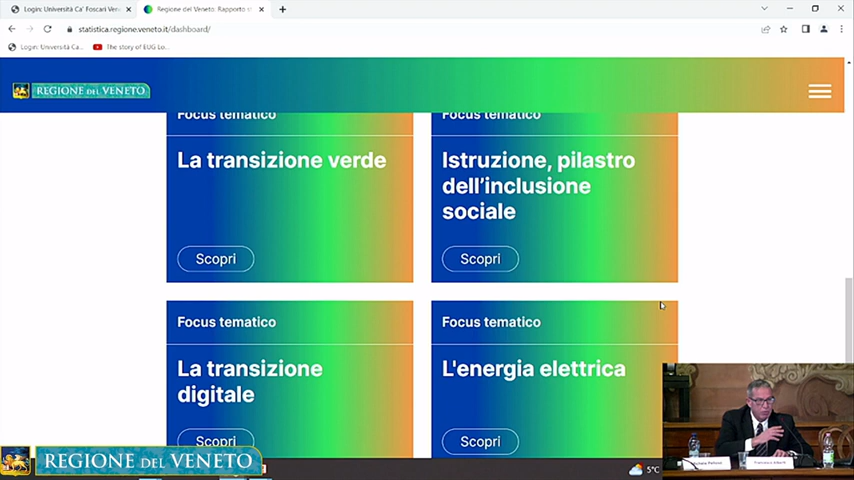 Login: Università Ca' Foscari Ven
Regione del Veneto: Rapporto st
statistica.regione.veneto.it/dashboard/
Login: Università Ca...
The story of EUG Lo...
REGIONE DEL VENETO
Focus tematico
Focus tematico
La transizione verde
Istruzione, pilastro
dell'inclusione
sociale
Scopri
Scopri
Focus tematico
Focus tematico
La transizione
digitale
L'energia elettrica
Scopri
Scopri
REGIONE DEL VENETO
5°C